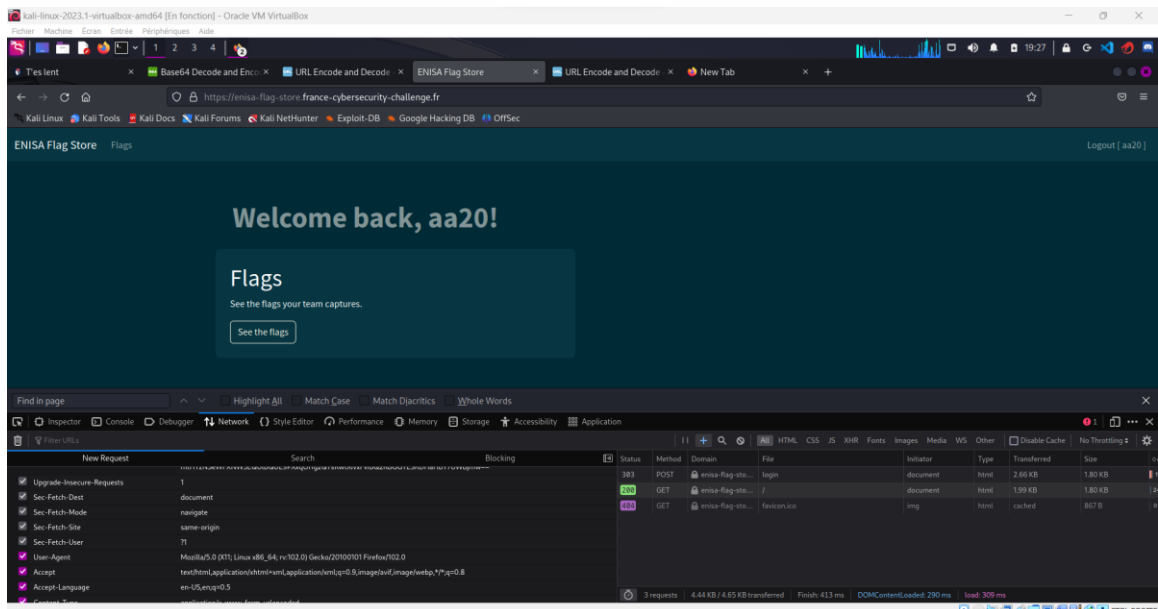 kali-linux-2023.1-virtualbox-amd64 [En fonction] - Oracle VM VirtualBox
Fichier Machine Écran Entrée Périphériques Aide
1 2 3 4
19:27
T'es lent
Base64 Decode and Enco
URL Encode and Decode -
ENISA Flag Store
URL Encode and Decode -
New Tab
https://enisa-flag-store.france-cybersecurity-challenge.fr
Kali Linux Kali Tools Kali Docs Kali Forums Kali NetHunter Exploit-DB Google Hacking DB OffSec
ENISA Flag Store Flags Logout [ aa20 ]
Welcome back, aa20!
Flags
See the flags your team captures.
See the flags
Find in page Highlight All Match Case Match Diacritics Whole Words
Inspector Console Debugger Network Style Editor Performance Memory Storage Accessibility Application 1
Filter URLs All HTML CSS JS XHR Fonts Images Media WS Other Disable Cache No Throttling
New Request Search Blocking Status Method Domain File Initiator Type Transferred Size
303 POST enisa-flag-sto... login document html 2.66 KB 1.80 KB
200 GET enisa-flag-sto... / document html 1.99 KB 1.80 KB
404 GET enisa-flag-sto... favicon.ico img html cached 867 B
Upgrade-Insecure-Requests 1
Sec-Fetch-Dest document
Sec-Fetch-Mode navigate
Sec-Fetch-Site same-origin
Sec-Fetch-User ?1
User-Agent Mozilla/5.0 (X11; Linux x86_64; rv:102.0) Gecko/20100101 Firefox/102.0
Accept text/html,application/xhtml+xml,application/xml;q=0.9,image/avif,image/webp,*/*;q=0.8
Accept-Language en-US,en;q=0.5
3 requests 4.44 KB / 4.65 KB transferred Finish: 413 ms DOMContentLoaded: 290 ms load: 309 ms